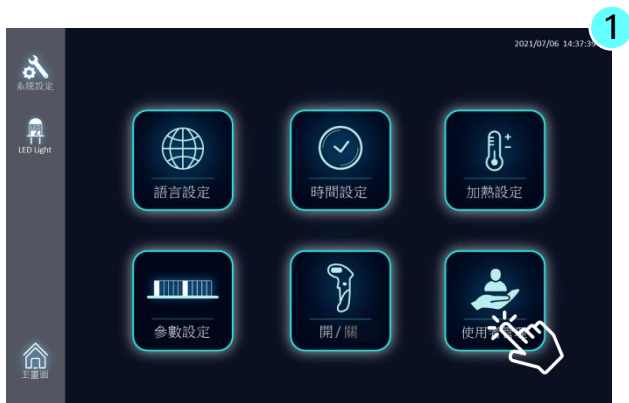 1
2021/07/06 14:37:39
系統設定
LED Light
語言設定
時間設定
加熱設定
參數設定
開/關
使用
主畫面